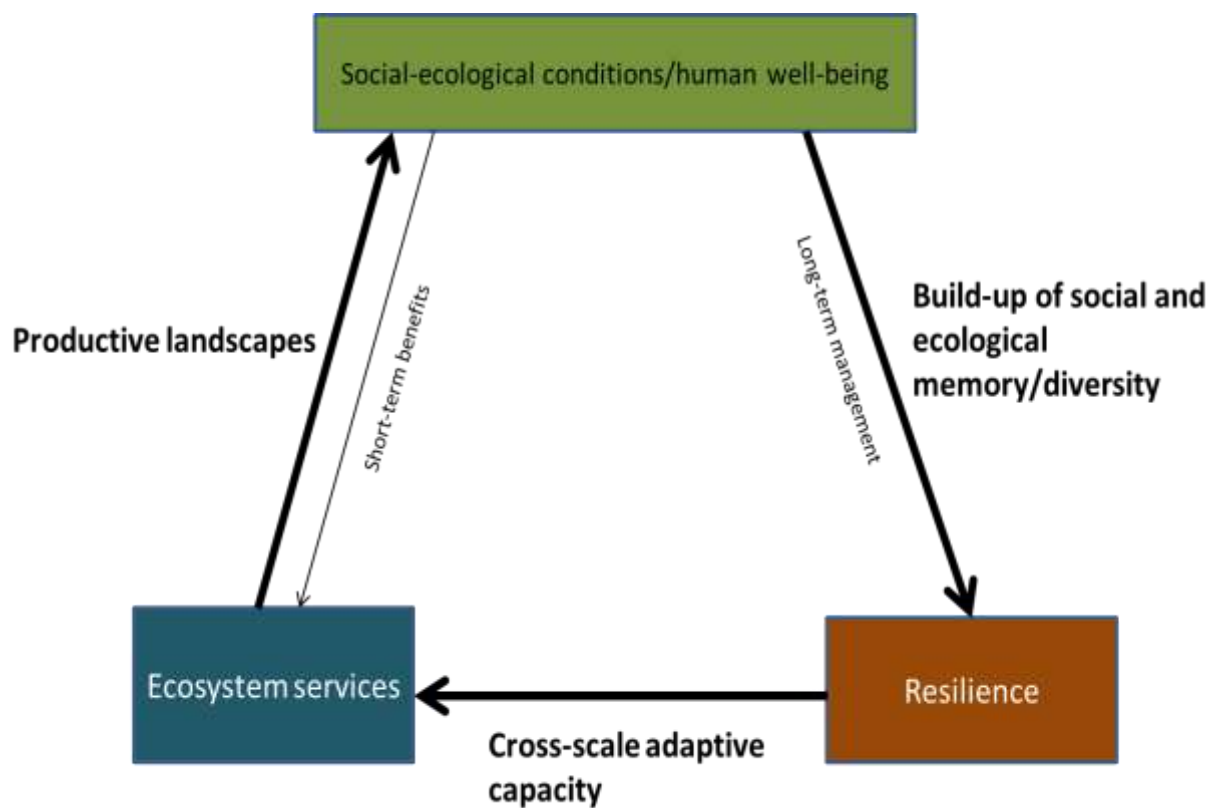 Social-ecological conditions/human well-being
Productive landscapes
Short-term benefits
Long-term management
Build-up of social and
ecological
memory/diversity
Ecosystem services
Resilience
Cross-scale adaptive
capacity